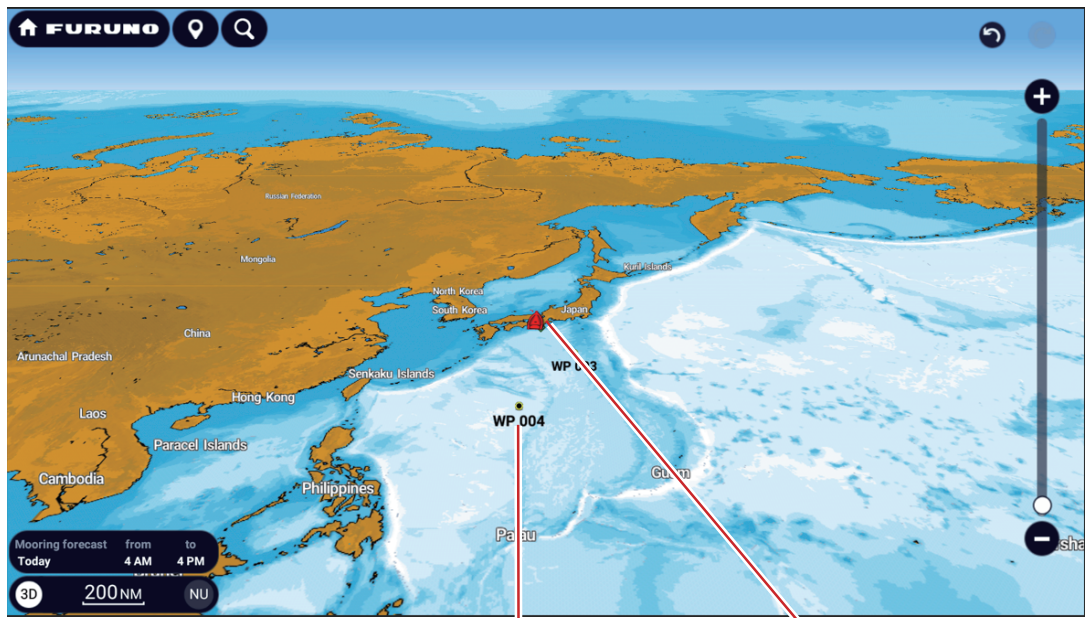 FURUNO
Russian Federation
Mongolia
Kuril Islands
North Korea
South Korea
Japan
China
Arunachal Pradesh
WP 003
Senkaku Islands
Hong Kong
Laos
WP 004
Paracel Islands
Guam
Cambodia
Philippines
Palau
Mooring forecast from to
Today 4 AM 4 PM
3D 200 NM NU